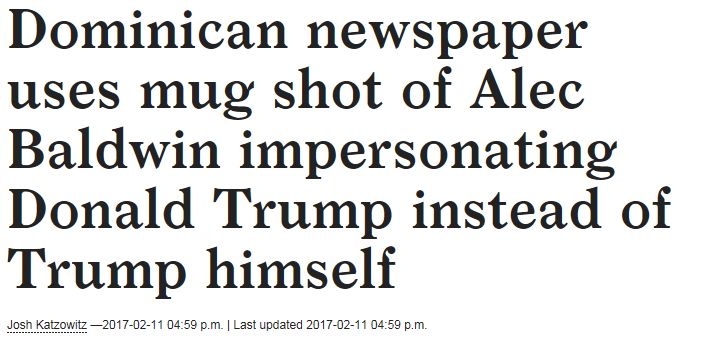 Dominican newspaper
uses mug shot of Alec
Baldwin impersonating
Donald Trump instead of
Trump himself
Josh Katzowitz —2017-02-11 04:59 p.m. | Last updated 2017-02-11 04:59 p.m.